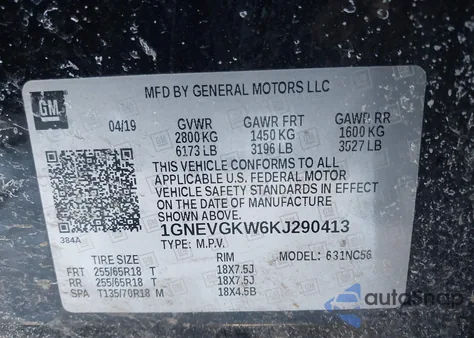 GM
MFD BY GENERAL MOTORS LLC
04/19 GVWR GAWR FRT GAWR RR
2800 KG 1450 KG 1600 KG
6173 LB 3196 LB 3527 LB
THIS VEHICLE CONFORMS TO ALL
APPLICABLE U.S. FEDERAL MOTOR
VEHICLE SAFETY STANDARDS IN EFFECT
ON THE DATE OF MANUFACTURE SHOWN
ABOVE.
384A 1GNEVGKW6KJ290413
TYPE: M.P.V.
TIRE SIZE RIM MODEL: 631NC56
FRT 255/65R18 T 18X7.5J
RR 255/65R18 T 18X7.5J
SPA T135/70R18 M 18X4.5B
autoSnap